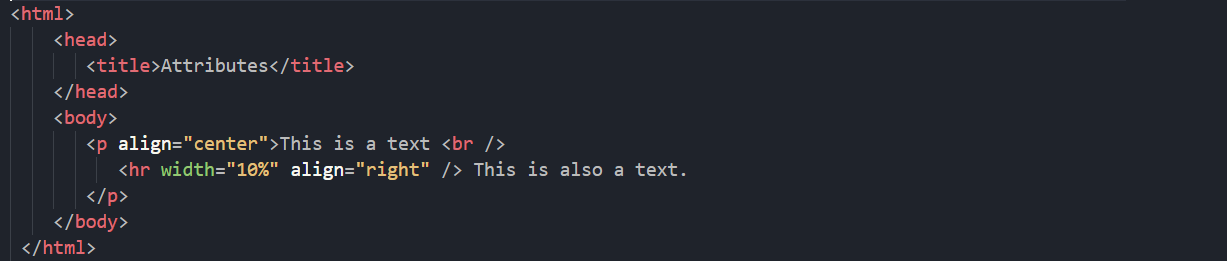 <html>
<head>
<title>Attributes</title>
</head>
<body>
<p align="center">This is a text <br />
<hr width="10%" align="right" /> This is also a text.
</p>
</body>
</html>